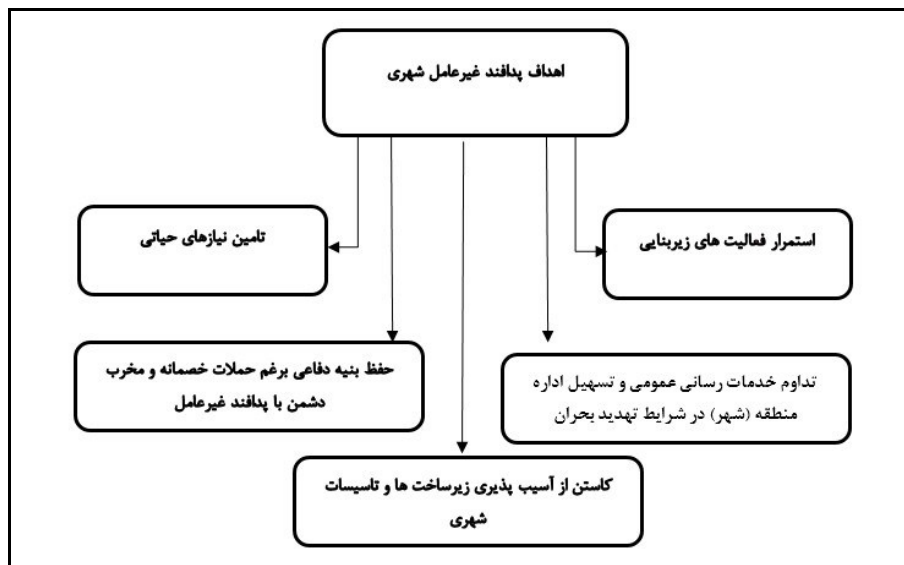 اهداف پدافند غیرعامل شهری
استمرار فعالیت های زیربنایی
تامین نیازهای حیاتی
تداوم خدمات رسانی عمومی و تسهیل اداره
منطقه (شهر) در شرایط تهدید بحران
حفظ بنیه دفاعی برغم حملات خصمانه و مخرب
دشمن با پدافند غیرعامل
کاستن از آسیب پذیری زیرساخت ها و تاسیسات
شهری